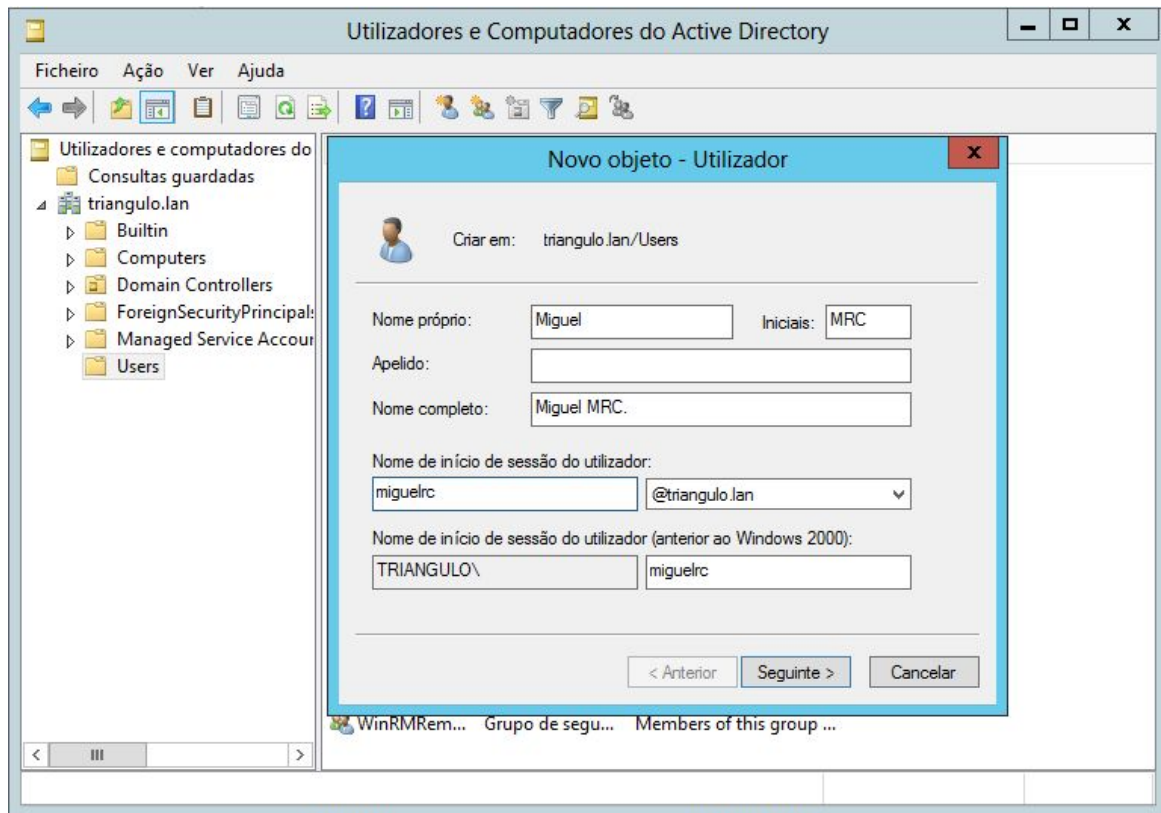 Utilizadores e Computadores do Active Directory
Ficheiro Ação Ver Ajuda
Utilizadores e computadores do
Consultas guardadas
triangulo.lan
Builtin
Computers
Domain Controllers
ForeignSecurityPrincipals
Managed Service Accour
Users
Novo objeto - Utilizador
Criar em: triangulo.lan/Users
Nome próprio: Miguel Iniciais: MRC
Apelido:
Nome completo: Miguel MRC.
Nome de início de sessão do utilizador:
miguelrc @triangulo.lan
Nome de início de sessão do utilizador (anterior ao Windows 2000):
TRIANGULO\ miguelrc
< Anterior Seguinte > Cancelar
WinRMRem... Grupo de segu... Members of this group ...